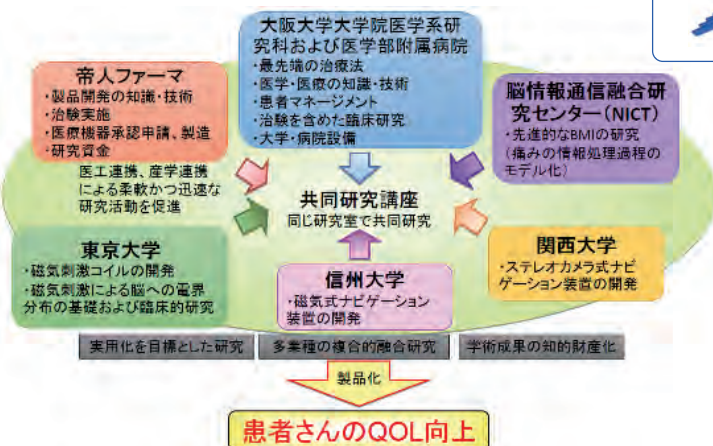 大阪大学大学院医学系研
究科および医学部附属病院
・最先端の治療法
・医学・医療の知識・技術
・患者マネージメント
・治験を含めた臨床研究
・大学・病院設備
帝人ファーマ
・製品開発の知識・技術
・治験実施
・医療機器承認申請、製造
・研究資金
脳情報通信融合研
究センター(NICT)
・先進的なBMIの研究
(痛みの情報処理過程の
モデル化)
医工連携、産学連携
による柔軟かつ迅速な
研究活動を促進
共同研究講座
同じ研究室で共同研究
東京大学
・磁気刺激コイルの開発
・磁気刺激による脳への電界
分布の基礎および臨床的研究
信州大学
・磁気式ナビゲーション
装置の開発
関西大学
・ステレオカメラ式ナビ
ゲーション装置の開発
実用化を目標とした研究
多業種の複合的融合研究
学術成果の知的財産化
製品化
患者さんのQOL向上